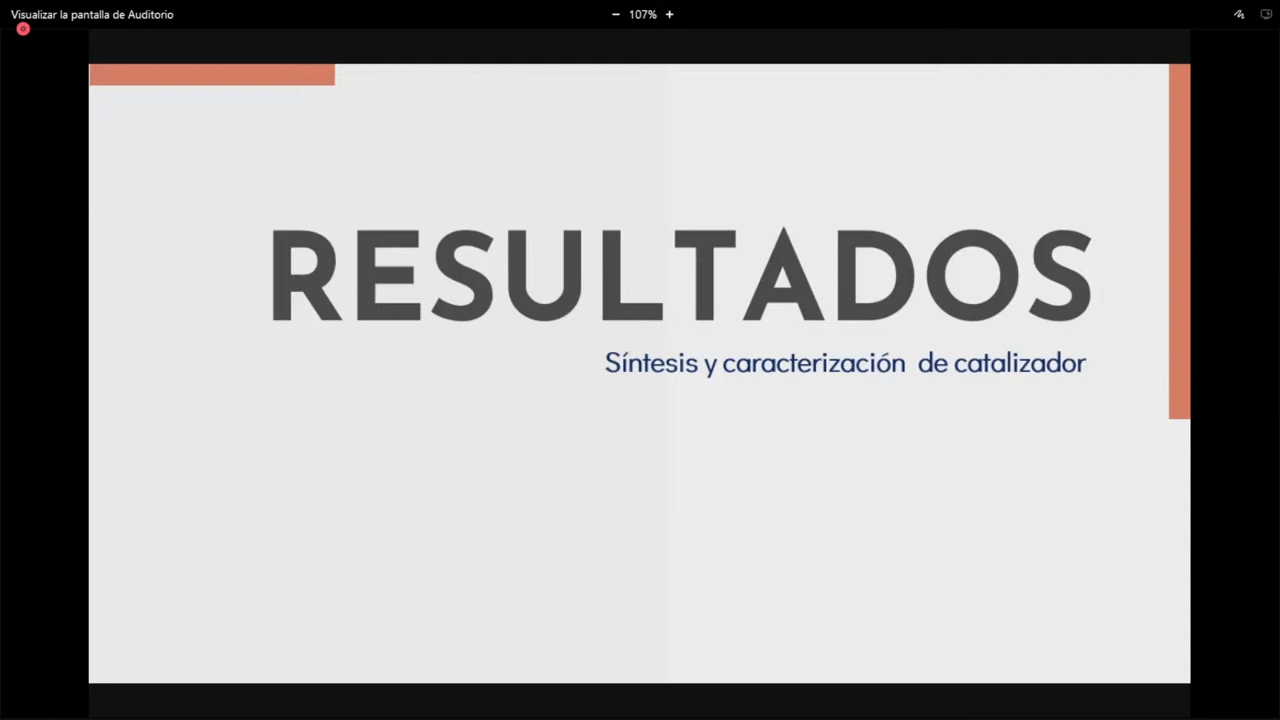 Visualizar la pantalla de Auditorio
− 107% +
RESULTADOS
Síntesis y caracterización de catalizador